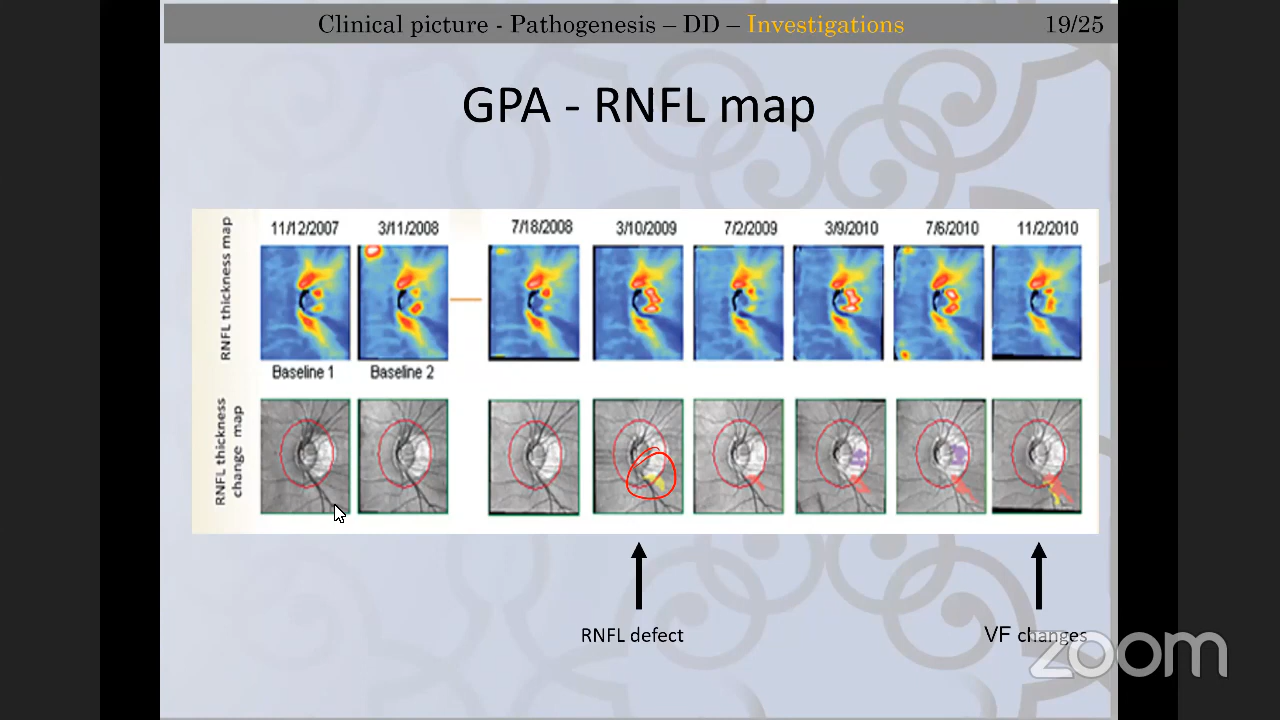 Clinical picture - Pathogenesis – DD – Investigations 19/25
GPA - RNFL map
RNFL thickness map
11/12/2007 3/11/2008 7/18/2008 3/10/2009 7/2/2009 3/9/2010 7/6/2010 11/2/2010
Baseline 1 Baseline 2
RNFL thickness
change map
RNFL defect VF changes
zoom